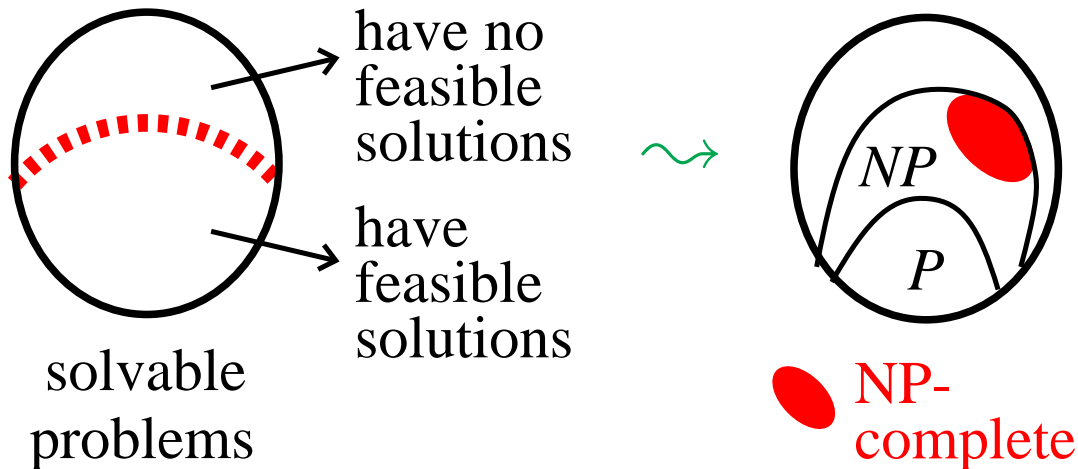 have no
feasible
solutions
have
feasible
solutions
solvable
problems
NP
P
NP-
complete